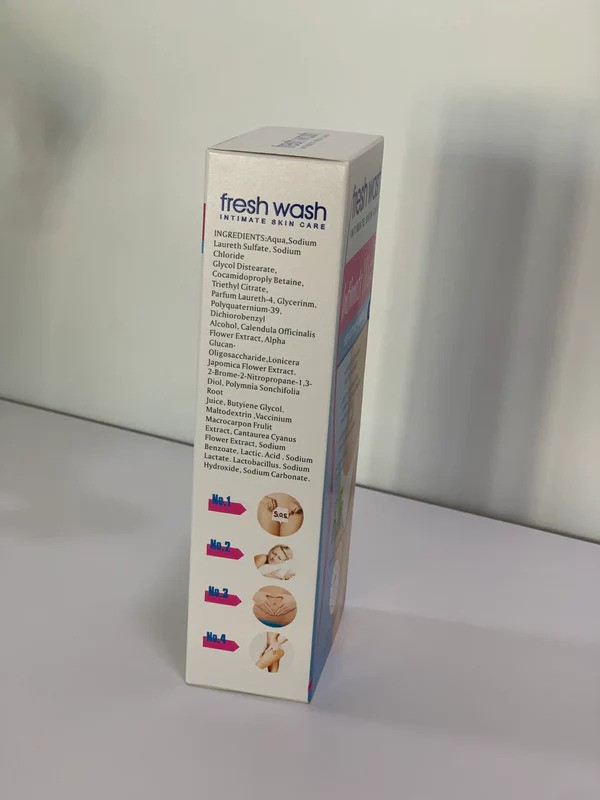 fresh wash
INTIMATE SKIN CARE
INGREDIENTS:Aqua,Sodium
Laureth Sulfate, Sodium
Chloride
Glycol Distearate,
Cocamidoproply Betaine,
Triethyl Citrate,
Parfum Laureth-4, Glycerinm.
Polyquaternium-39.
Dichiorobenzyl
Alcohol, Calendula Officinalis
Flower Extract, Alpha
Glucan-
Oligosaccharide,Lonicera
Japomica Flower Extract.
2-Brome-2-Nitropropane-1,3-
Diol, Polymnia Sonchifolia
Root
Juice, Butyiene Glycol.
Maltodextrin ,Vaccinium
Macrocarpon Frulit
Extract, Cantaurea Cyanus
Flower Extract, Sodium
Benzoate, Lactic. Acid , Sodium
Lactate. Lactobacillus. Sodium
Hydroxide, Sodium Carbonate.
No.1
S.o.s.
No.2
No.3
No.4
fresh wash